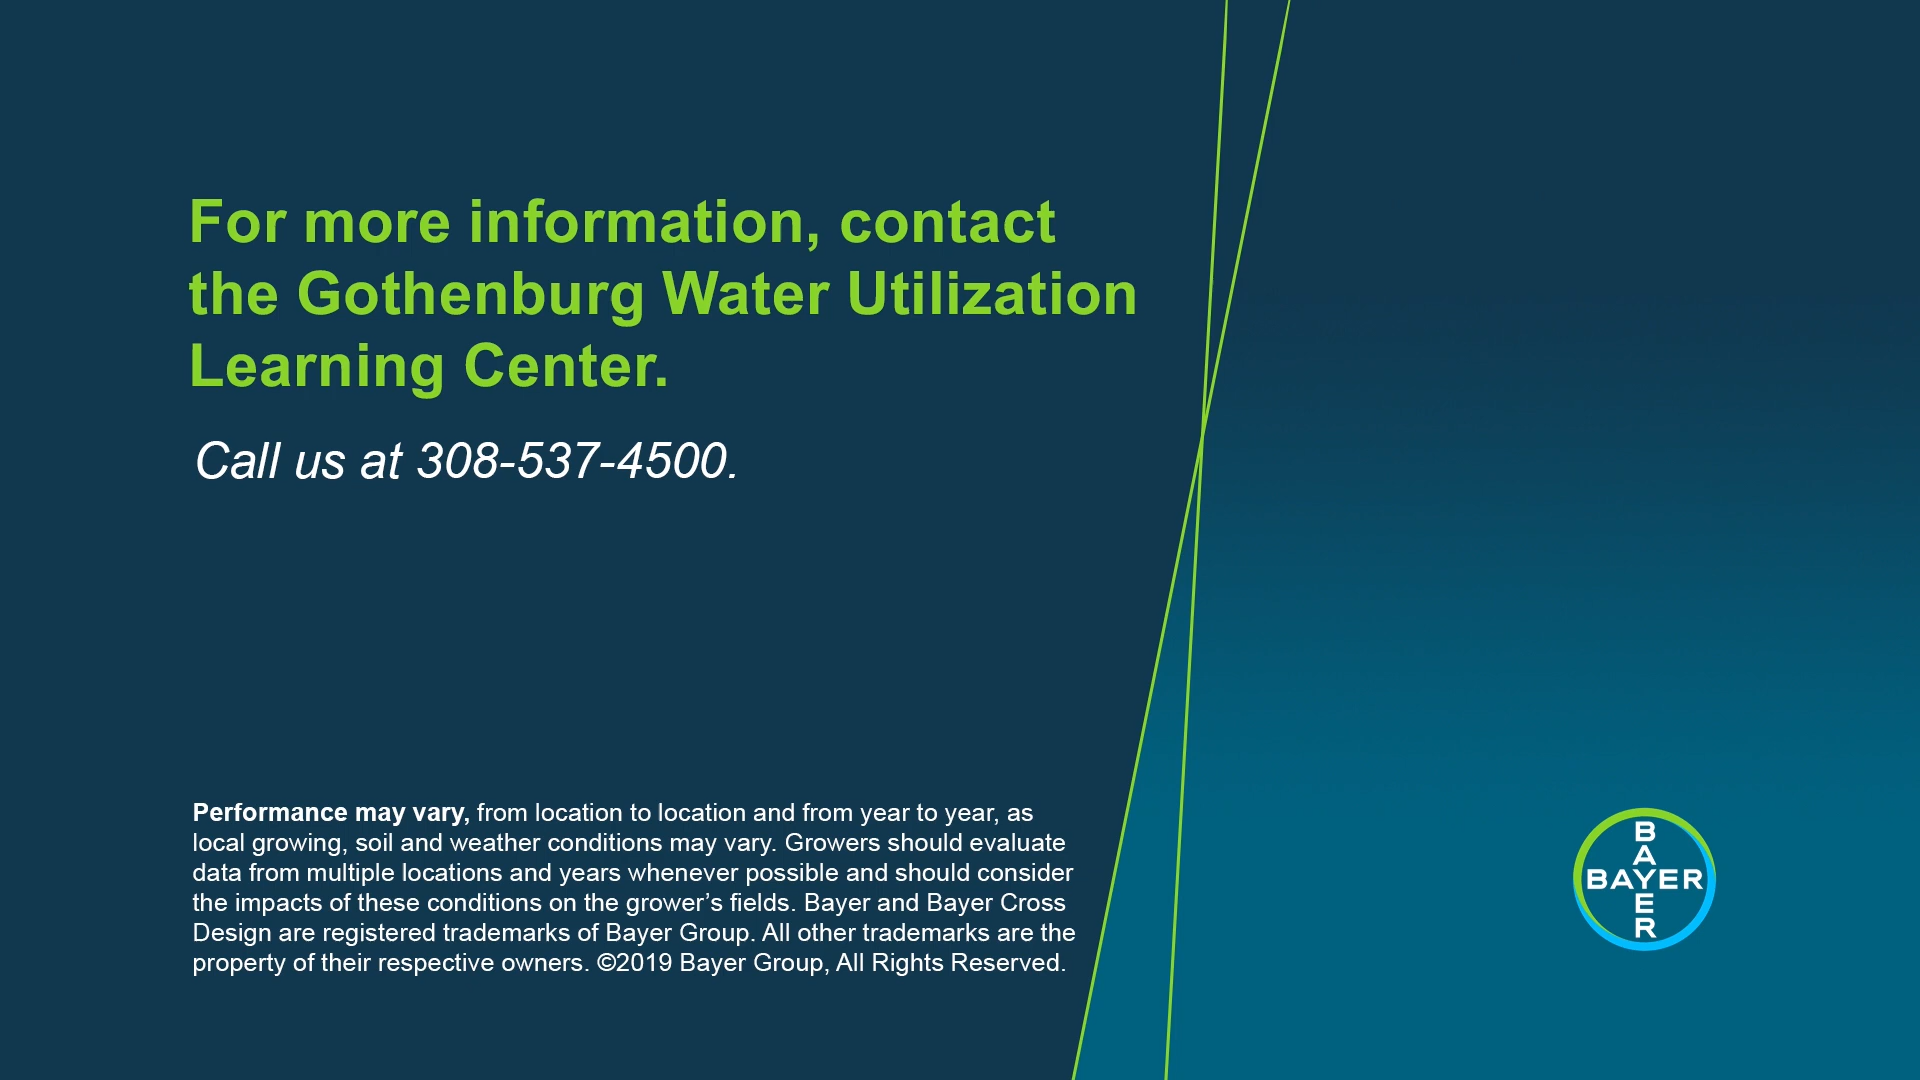 For more information, contact
the Gothenburg Water Utilization
Learning Center.
Call us at 308-537-4500.
Performance may vary, from location to location and from year to year, as
local growing, soil and weather conditions may vary. Growers should evaluate
data from multiple locations and years whenever possible and should consider
the impacts of these conditions on the grower’s fields. Bayer and Bayer Cross
Design are registered trademarks of Bayer Group. All other trademarks are the
property of their respective owners. ©2019 Bayer Group, All Rights Reserved.
BAYER
BAYER